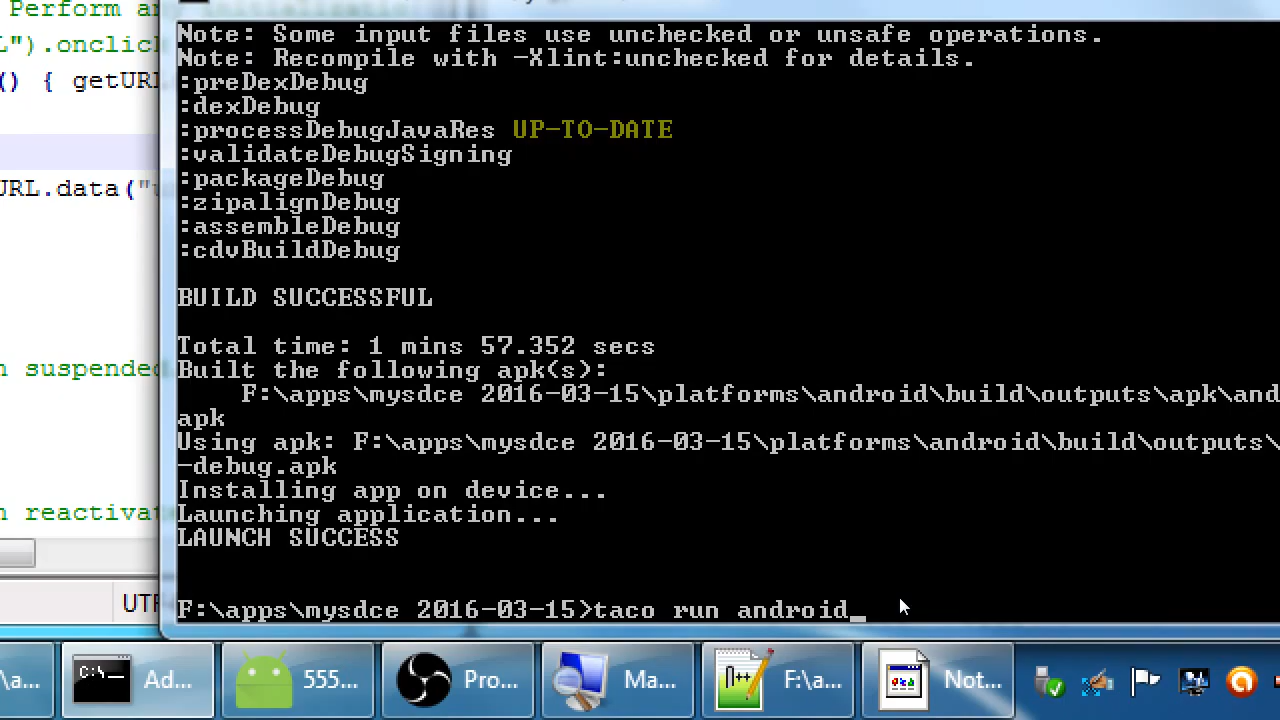 Perform an
L").onclic
() { getUR
URL.data("
n suspended
n reactivat
UTF
Note: Some input files use unchecked or unsafe operations.
Note: Recompile with -Xlint:unchecked for details.
:preDexDebug
:dexDebug
:processDebugJavaRes UP-TO-DATE
:validateDebugSigning
:packageDebug
:zipalignDebug
:assembleDebug
:cdvBuildDebug
BUILD SUCCESSFUL
Total time: 1 mins 57.352 secs
Built the following apk(s):
F:\apps\mysdce 2016-03-15\platforms\android\build\outputs\apk\and
apk
Using apk: F:\apps\mysdce 2016-03-15\platforms\android\build\outputs\
-debug.apk
Installing app on device...
Launching application...
LAUNCH SUCCESS
F:\apps\mysdce 2016-03-15>taco run android_
\a...
C:\_
Ad...
555...
Pro...
Ma...
F:\a...
Not...